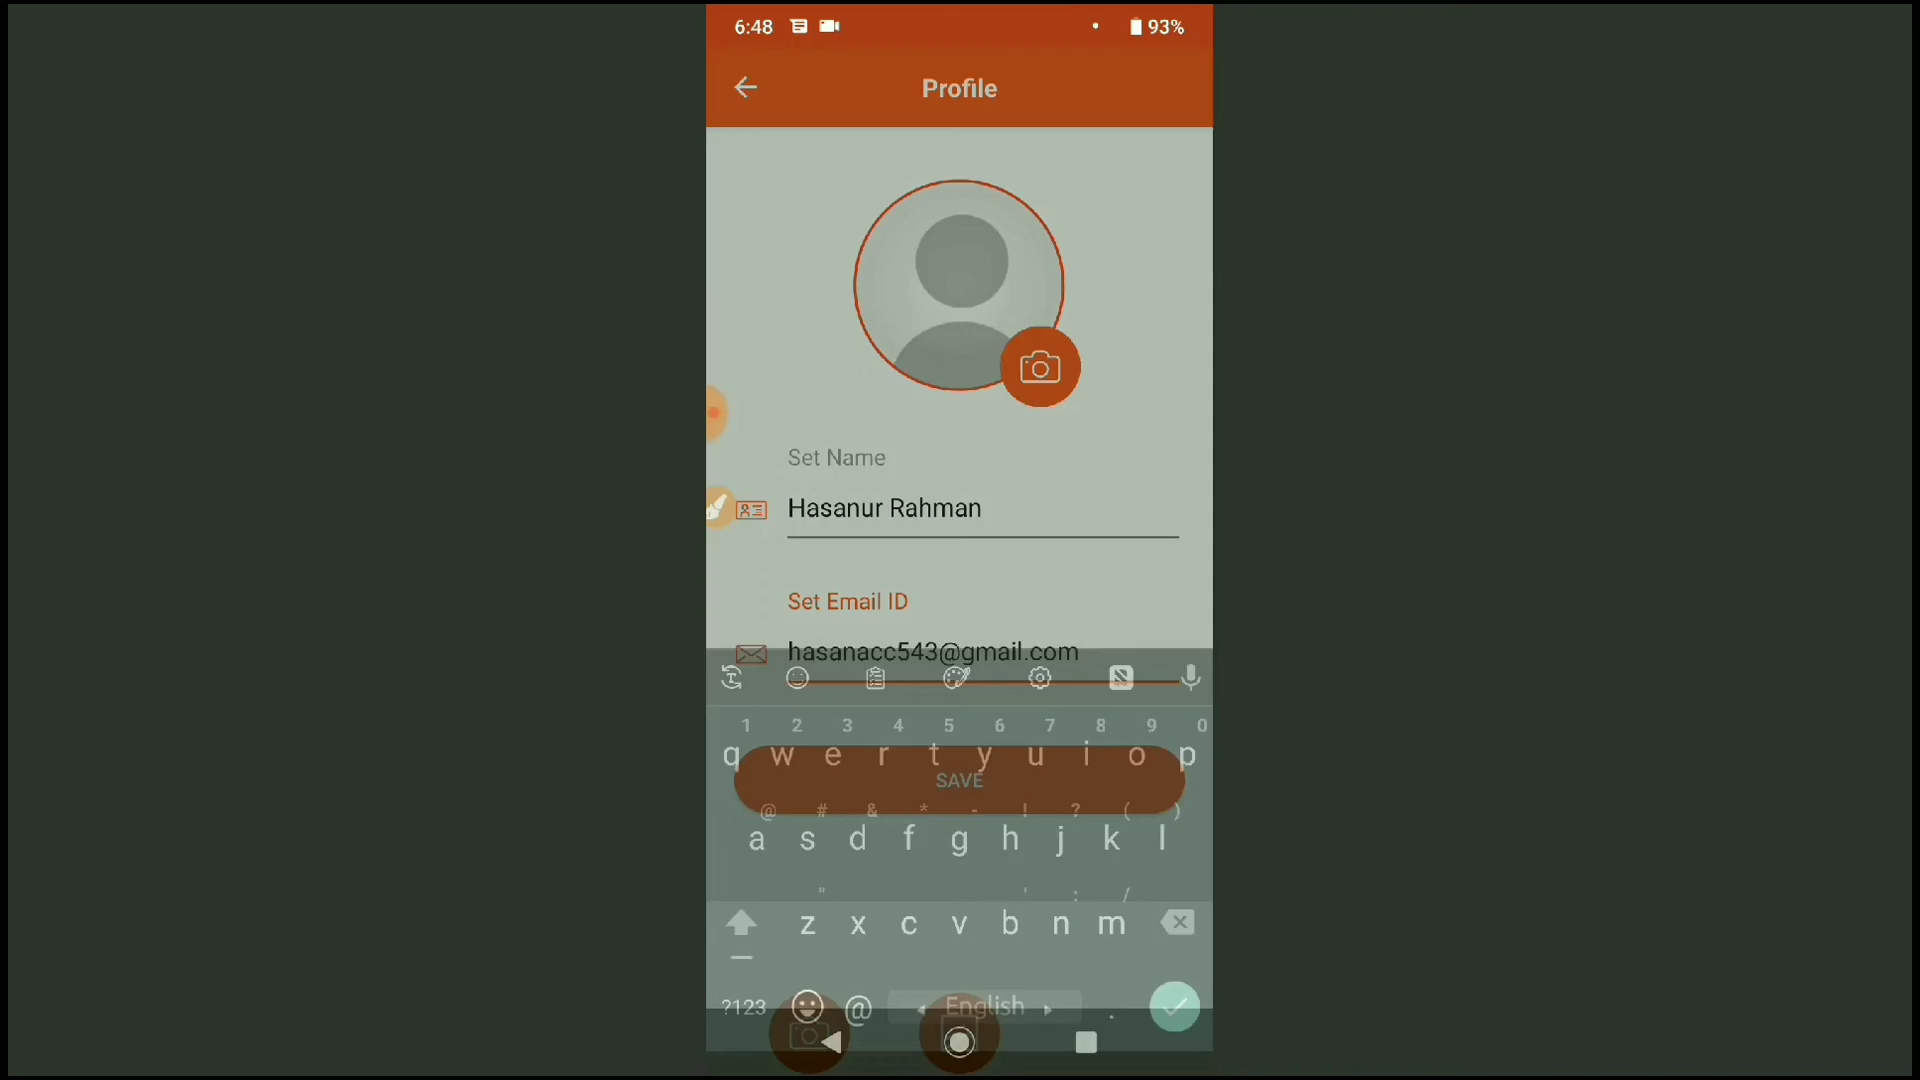 6:48 93%
Profile
Set Name
Hasanur Rahman
Set Email ID
hasanacc543@gmail.com
1 2 3 4 5 6 7 8 9 0
q w e r t y u i o p
SAVE
@ # & * - ! ? ( )
a s d f g h j k l
" ' : /
z x c v b n m
?123 @ English .